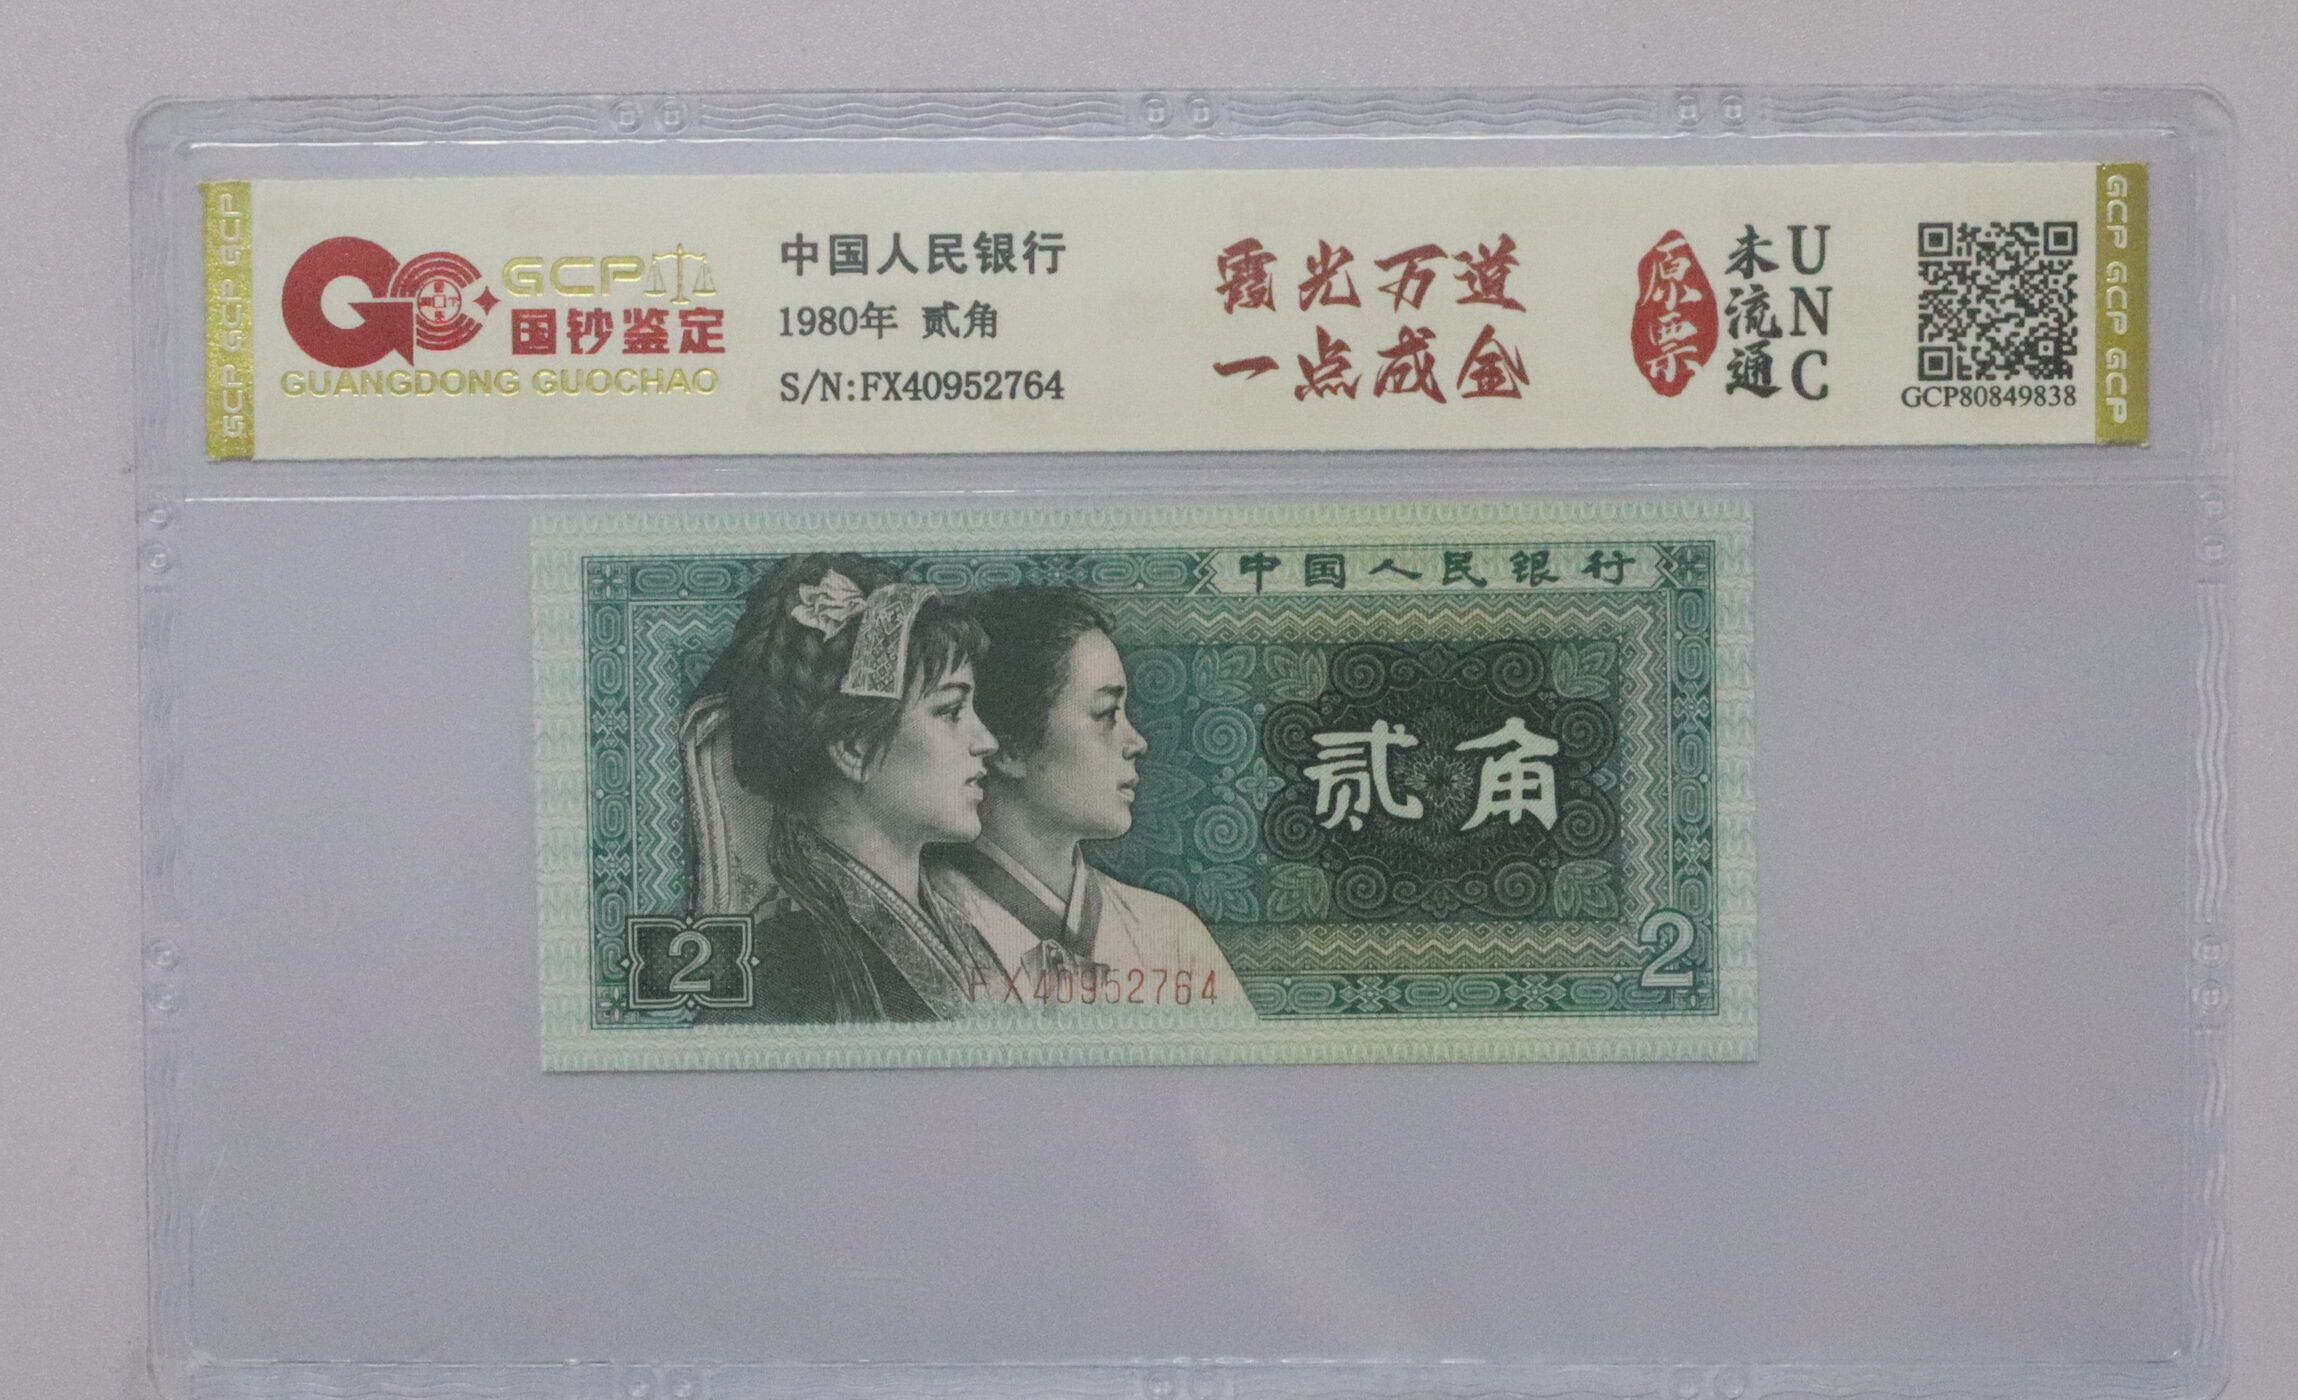 GCP
国钞鉴定
GUANGDONG GUOCHAO
中国人民银行
1980年 贰角
S/N:FX40952764
霞光万道
一点成金
原票
未流通
UNC
GCP80849838
GCP GCP GCP
GCP GCP GCP
中国人民银行
贰角
2
2
FX40952764